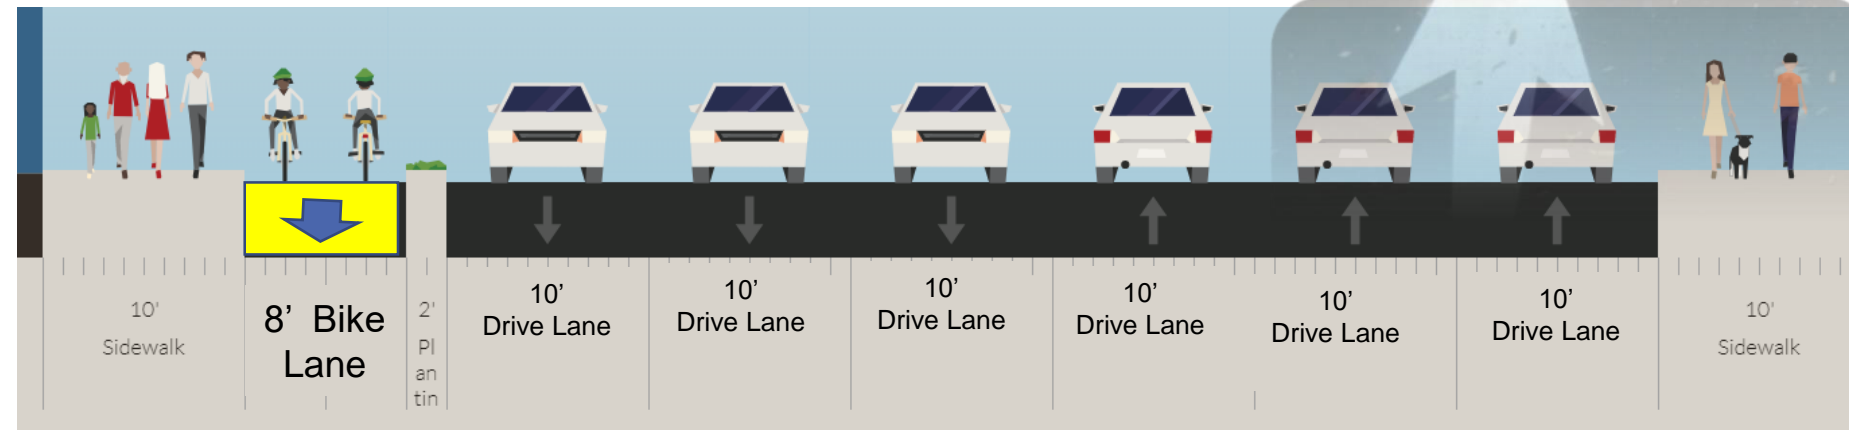 10'
Sidewalk
8’ Bike
Lane
2'
Pl
an
tin
10’
Drive Lane
10’
Drive Lane
10’
Drive Lane
10’
Drive Lane
10’
Drive Lane
10’
Drive Lane
10'
Sidewalk